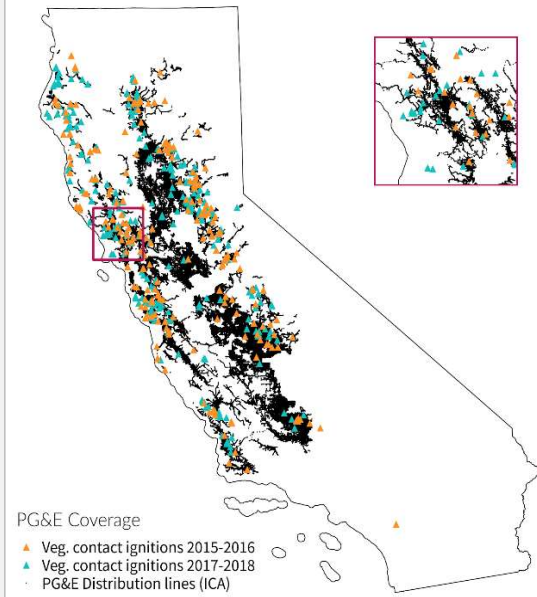 PG&E Coverage
Veg. contact ignitions 2015-2016
Veg. contact ignitions 2017-2018
PG&E Distribution lines (ICA)